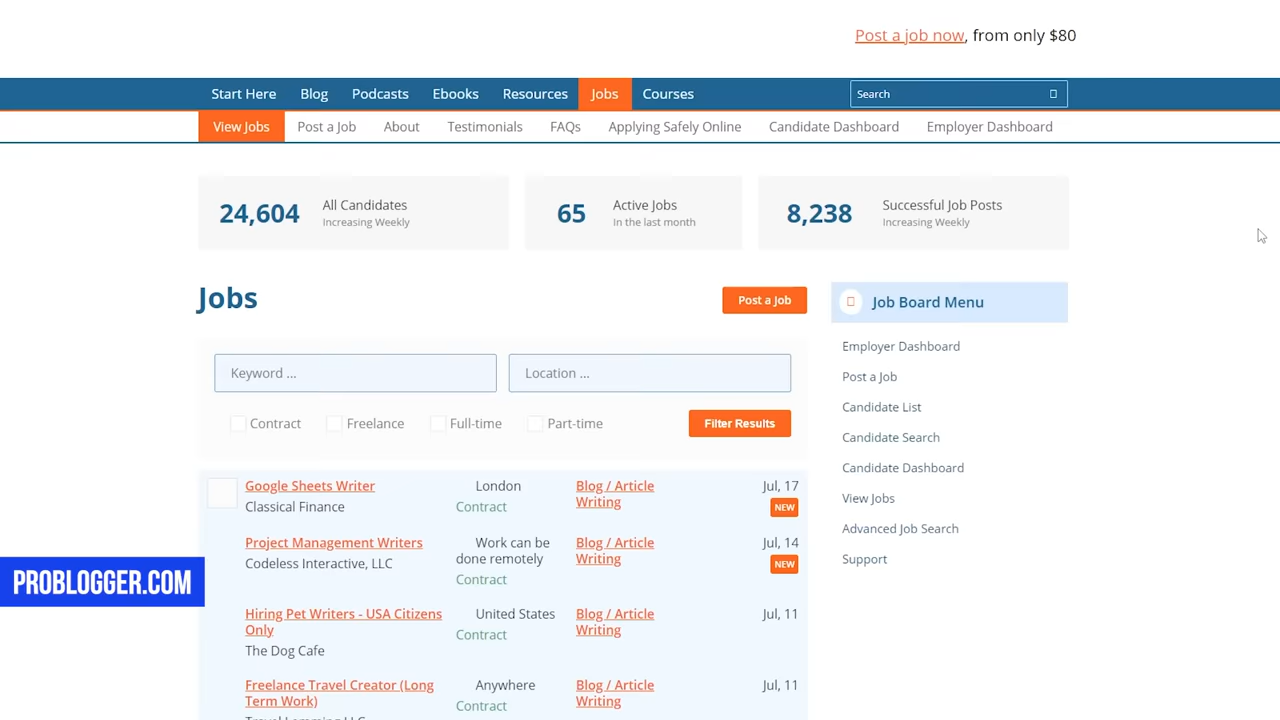 Post a job now, from only $80
Start Here Blog Podcasts Ebooks Resources Jobs Courses Search
View Jobs Post a Job About Testimonials FAQs Applying Safely Online Candidate Dashboard Employer Dashboard
24,604 All Candidates
Increasing Weekly
65 Active Jobs
In the last month
8,238 Successful Job Posts
Increasing Weekly
Jobs
Post a Job
Keyword ... Location ...
Contract Freelance Full-time Part-time Filter Results
Google Sheets Writer London Blog / Article Jul, 17
Classical Finance Contract Writing NEW
Project Management Writers Work can be Blog / Article Jul, 14
Codeless Interactive, LLC done remotely Writing NEW
Contract
Hiring Pet Writers - USA Citizens United States Blog / Article Jul, 11
Only Contract Writing
The Dog Cafe
Freelance Travel Creator (Long Anywhere Blog / Article Jul, 11
Term Work) Contract Writing
Job Board Menu
Employer Dashboard
Post a Job
Candidate List
Candidate Search
Candidate Dashboard
View Jobs
Advanced Job Search
Support
PROBLOGGER.COM